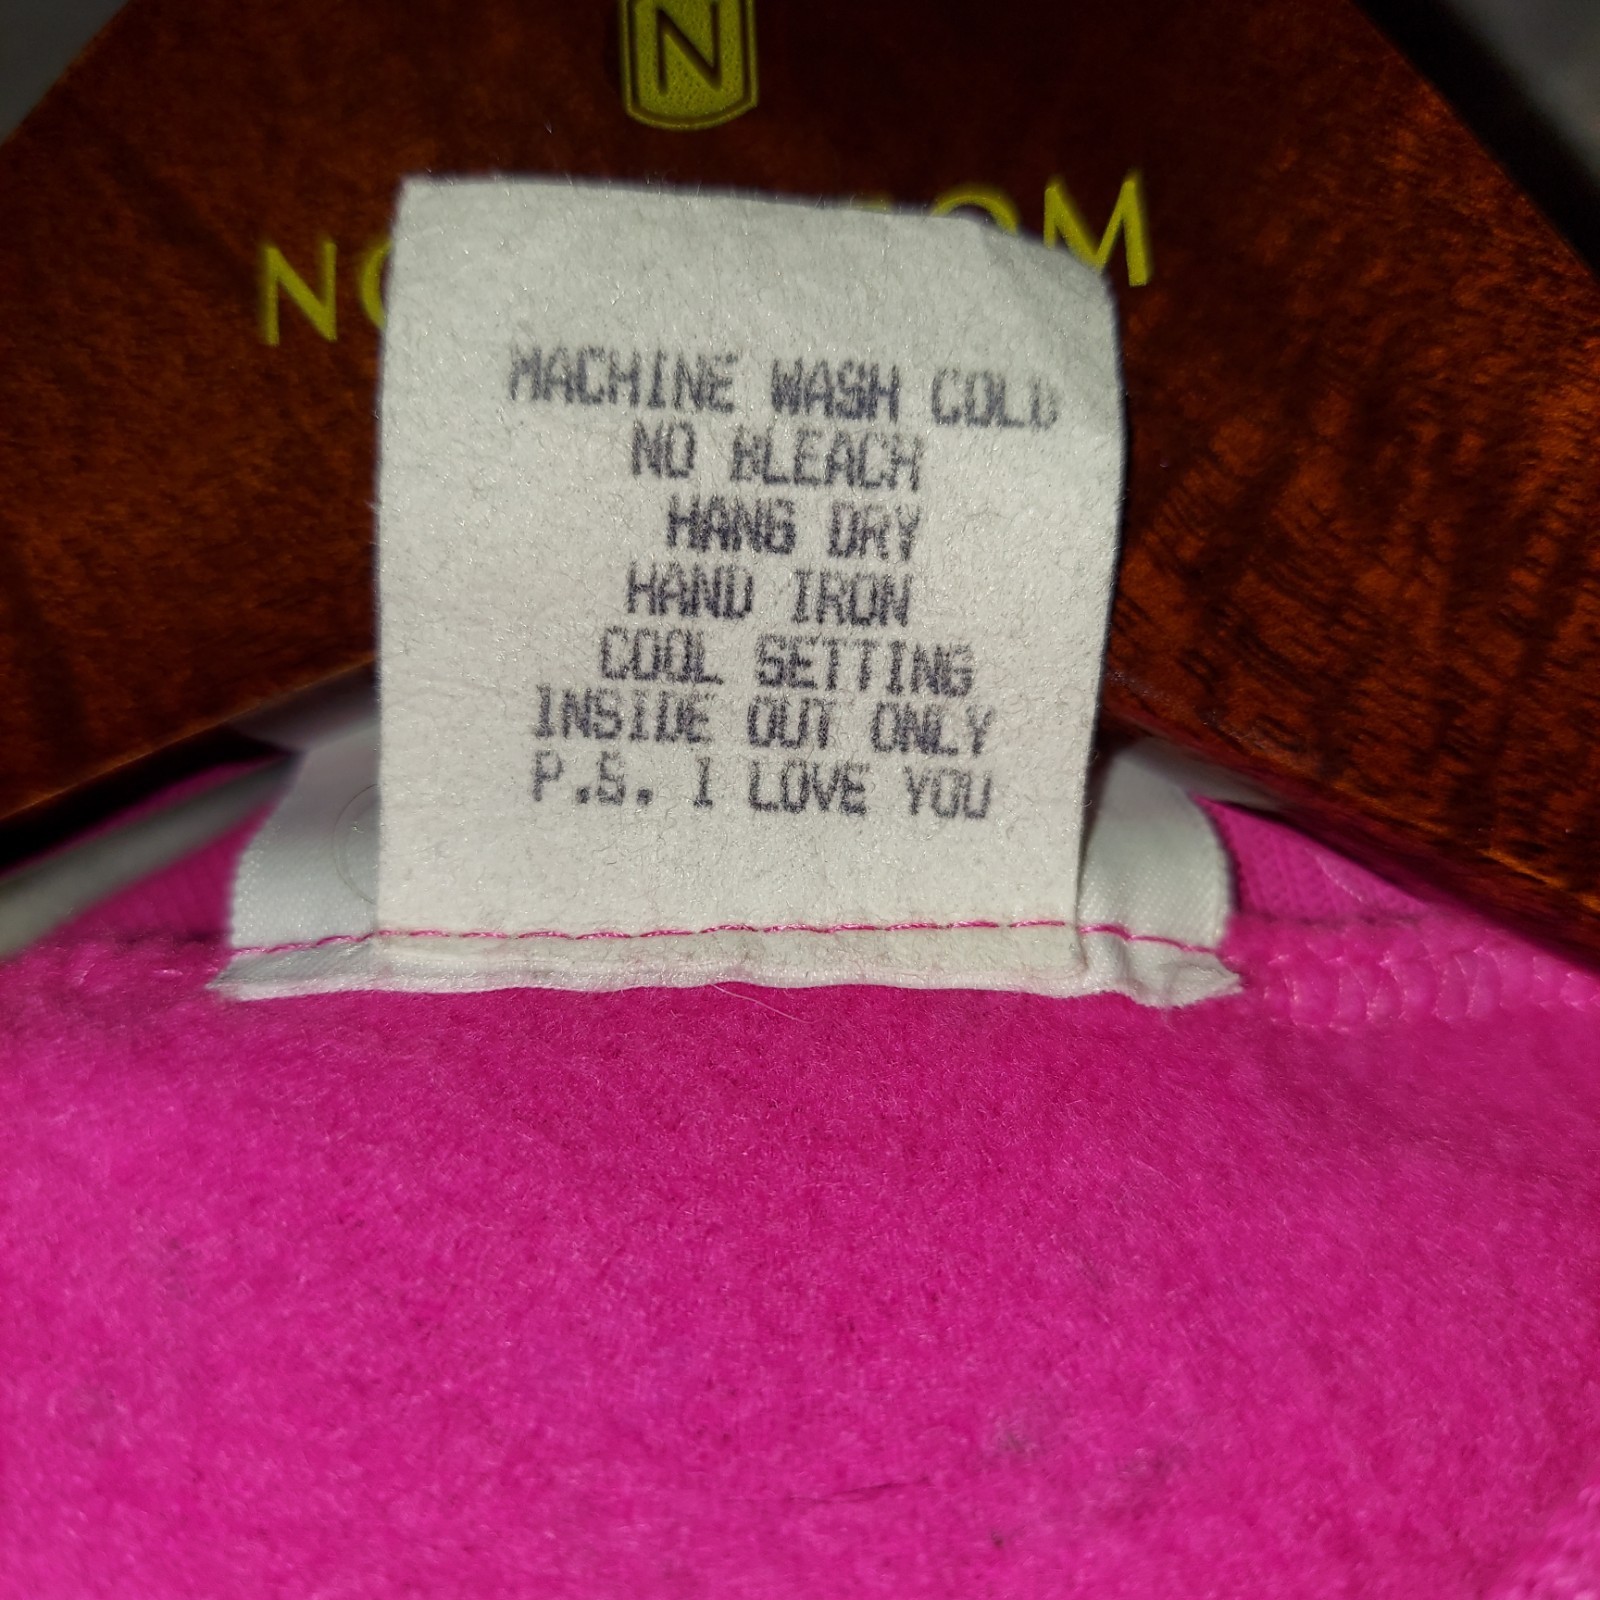 N
MACHINE WASH COLD
NO BLEACH
HANG DRY
HAND IRON
COOL SETTING
INSIDE OUT ONLY
P.S. I LOVE YOU